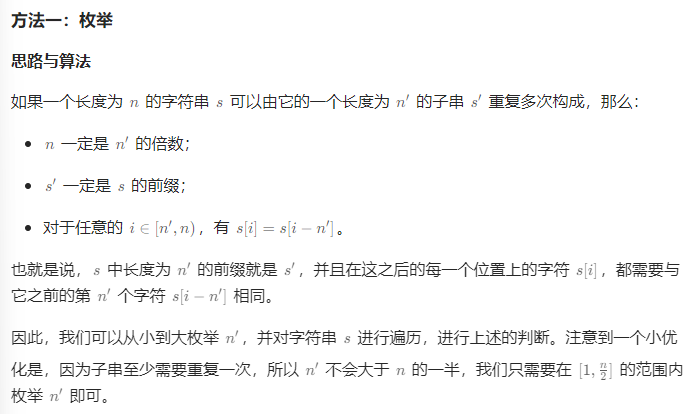 方法一：枚举
思路与算法
如果一个长度为 n 的字符串 s 可以由它的一个长度为 n′ 的子串 s′ 重复多次构成，那么：
• n 一定是 n′ 的倍数；
• s′ 一定是 s 的前缀；
• 对于任意的 i ∈ [n′, n)，有 s[i] = s[i − n′]。
也就是说，s 中长度为 n′ 的前缀就是 s′，并且在这之后的每一个位置上的字符 s[i]，都需要与
它之前的第 n′ 个字符 s[i − n′] 相同。
因此，我们可以从小到大枚举 n′，并对字符串 s 进行遍历，进行上述的判断。注意到一个小优
化是，因为子串至少需要重复一次，所以 n′ 不会大于 n 的一半，我们只需要在 [1, n/2] 的范围内
枚举 n′ 即可。